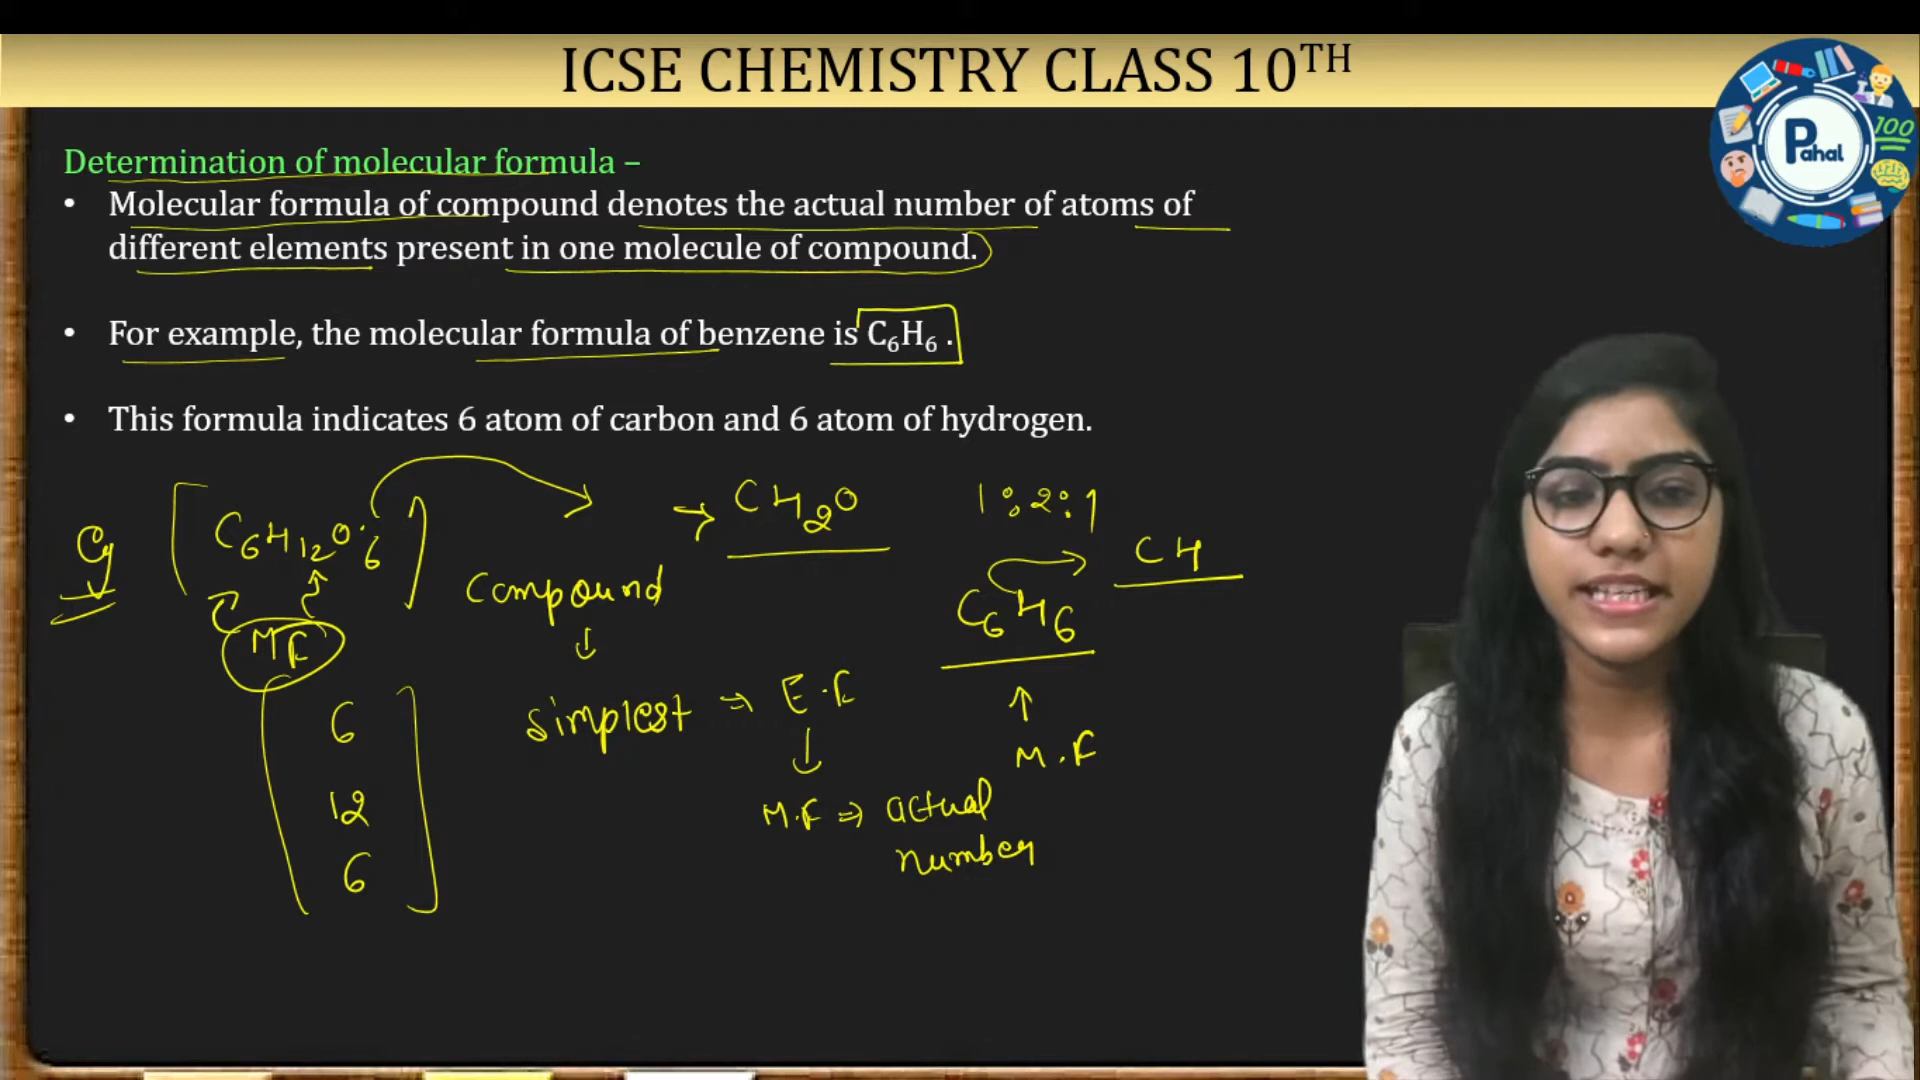 ICSE CHEMISTRY CLASS 10TH
Pahal
100
Determination of molecular formula –
• Molecular formula of compound denotes the actual number of atoms of
different elements present in one molecule of compound.
• For example, the molecular formula of benzene is C₆H₆ .
• This formula indicates 6 atom of carbon and 6 atom of hydrogen.
C₆H₁₂O₆
→ CH₂O
1:2:1
CH
compound
C₆H₆
MF
↓
6
simplest ⇒ E.F
↑
↓
M.F
12
M.F ⇒ actual
number
6